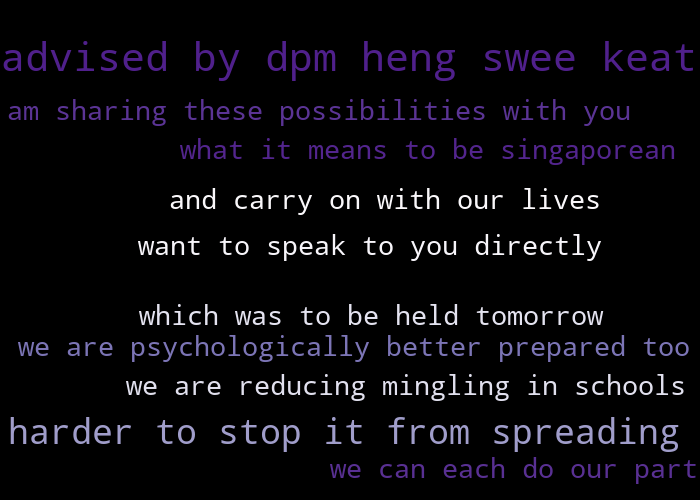 advised by dpm heng swee keat
am sharing these possibilities with you
what it means to be singaporean
and carry on with our lives
want to speak to you directly
which was to be held tomorrow
we are psychologically better prepared too
we are reducing mingling in schools
harder to stop it from spreading
we can each do our part